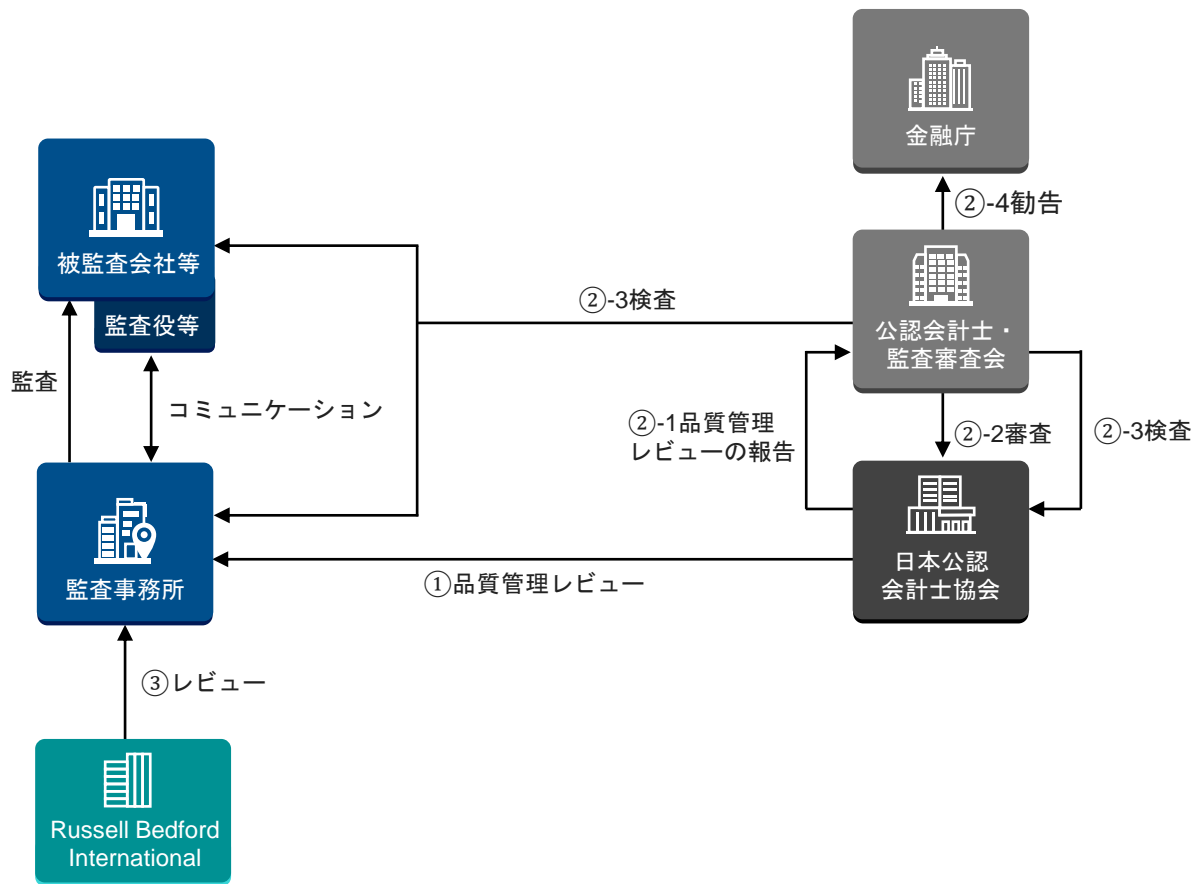 金融庁
②-4勧告
被監査会社等
監査役等
②-3検査
公認会計士・
監査審査会
監査
コミュニケーション
②-1品質管理
レビューの報告
②-2審査
②-3検査
監査事務所
①品質管理レビュー
日本公認
会計士協会
③レビュー
Russell Bedford
International